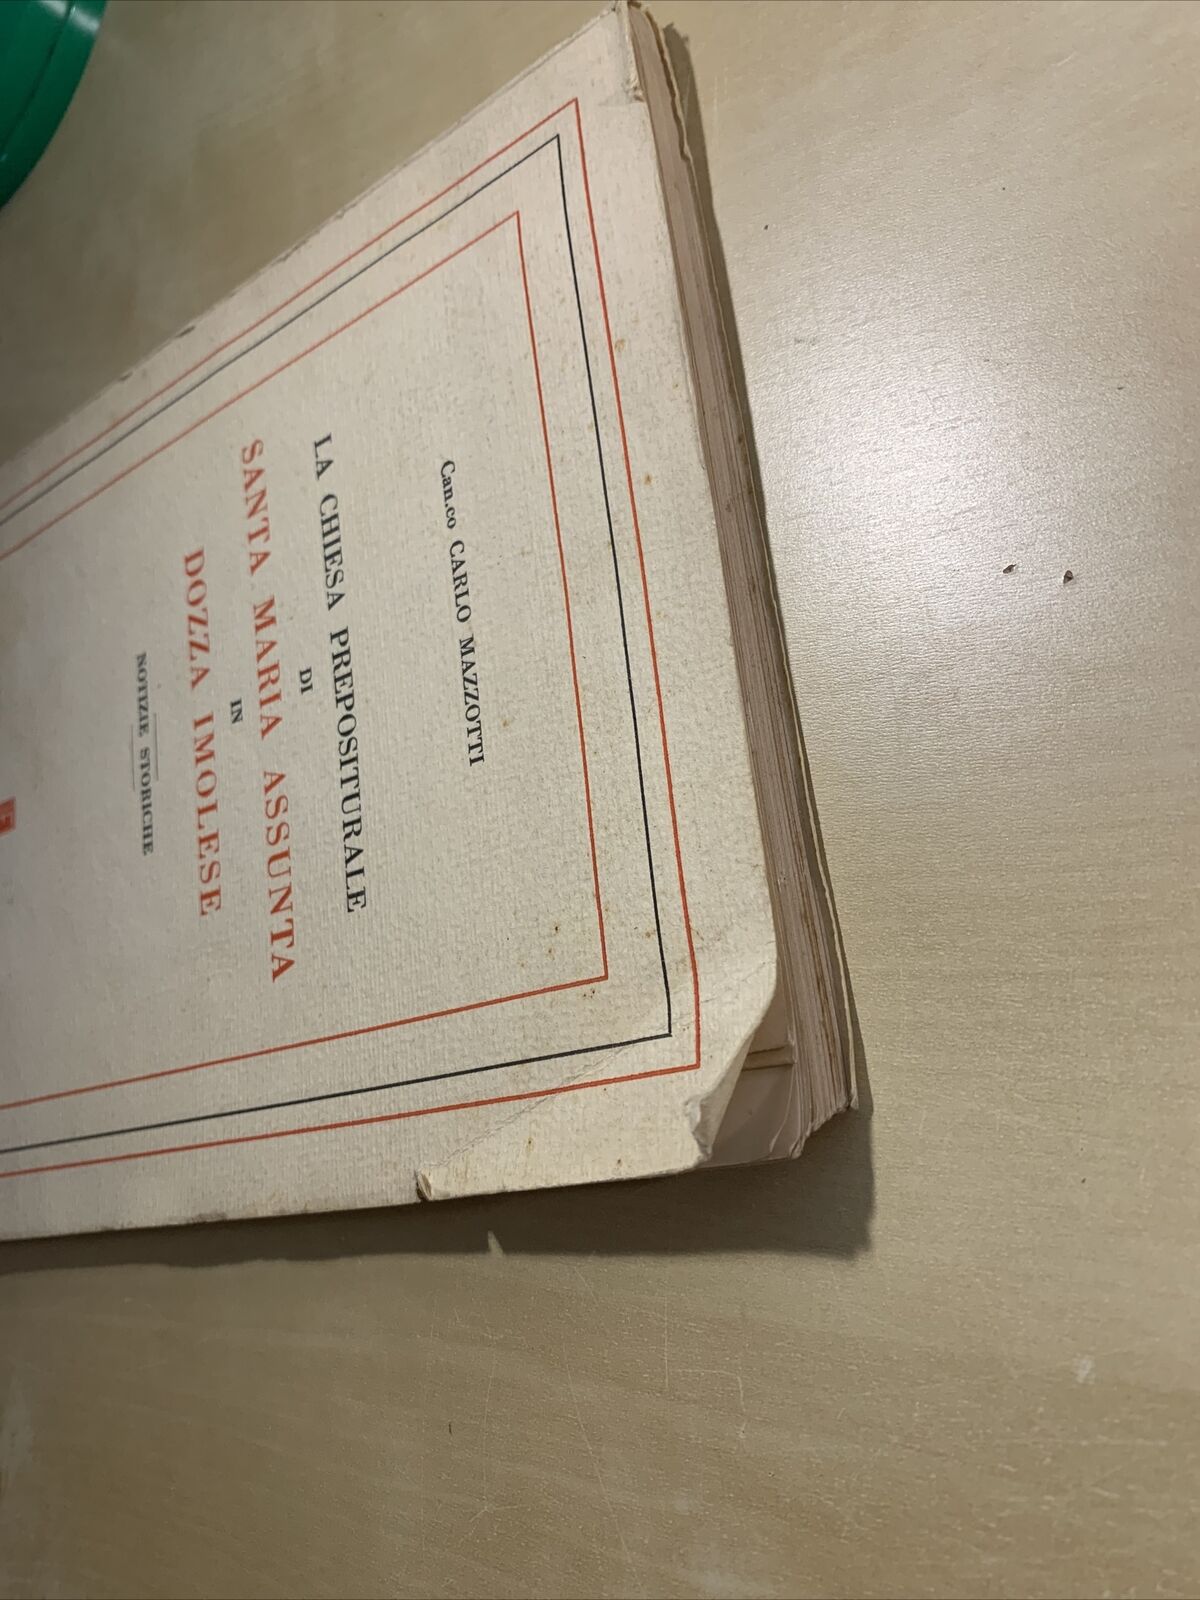 Can.co CARLO MAZZOTTI
LA CHIESA PREPOSITURALE
DI
SANTA MARIA ASSUNTA
IN
DOZZA IMOLESE
NOTIZIE STORICHE